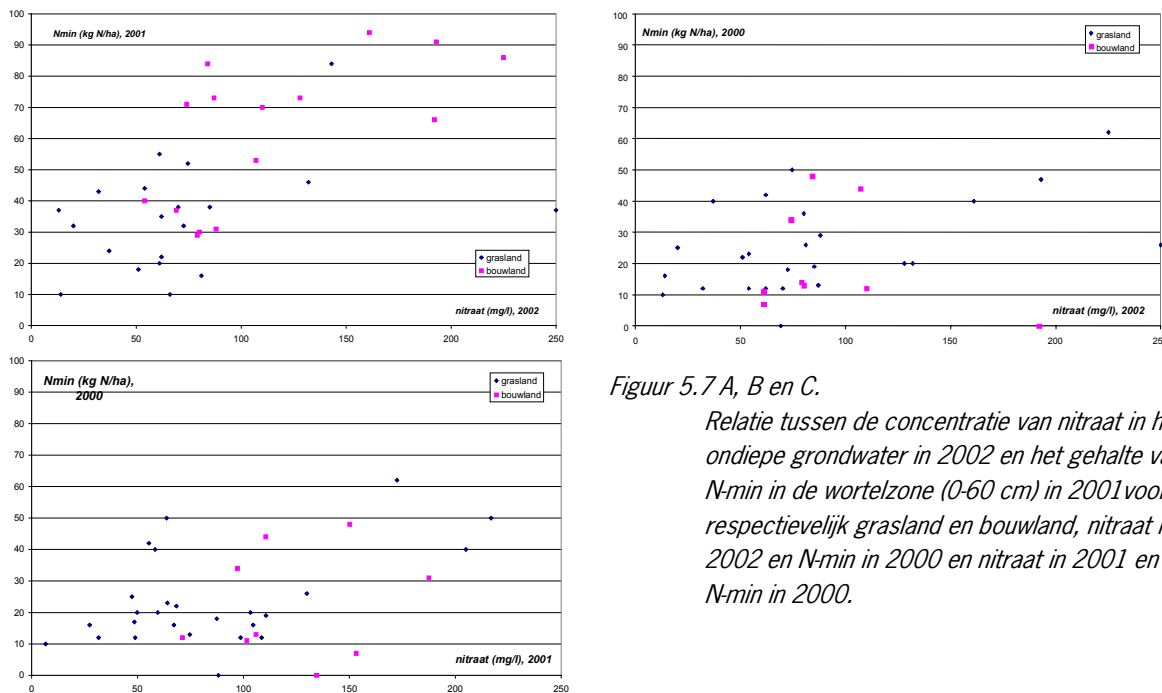 100
90
80
70
60
50
40
30
20
10
0
Nmin (kg N/ha), 2001
grasland
bouwland
nitraat (mg/l), 2002
0 50 100 150 200 250
100
90
80
70
60
50
40
30
20
10
0
Nmin (kg N/ha), 2000
grasland
bouwland
nitraat (mg/l), 2002
0 50 100 150 200 250
100
90
80
70
60
50
40
30
20
10
0
Nmin (kg N/ha),
2000
grasland
bouwland
nitraat (mg/l), 2001
0 50 100 150 200 250
Figuur 5.7 A, B en C.
Relatie tussen de concentratie van nitraat in h
ondiepe grondwater in 2002 en het gehalte va
N-min in de wortelzone (0-60 cm) in 2001voor
respectievelijk grasland en bouwland, nitraat i
2002 en N-min in 2000 en nitraat in 2001 en
N-min in 2000.